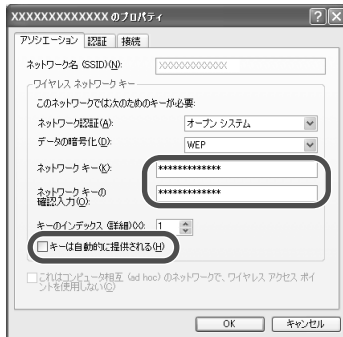 XXXXXXXXXXXXX のプロパティ
アソシエーション 認証 接続
ネットワーク名 (SSID)(N): XXXXXXXXXXXX
ワイヤレス ネットワーク キー
このネットワークでは次のためのキーが必要:
ネットワーク認証(A): オープン システム
データの暗号化(D): WEP
ネットワーク キー(K): *************
ネットワーク キーの
確認入力(O): *************
キーのインデックス (詳細)(X): 1
キーは自動的に提供される(H)
これはコンピュータ相互 (ad hoc) のネットワークで、ワイヤレス アクセス ポイ
ントを使用しない(C)
OK キャンセル